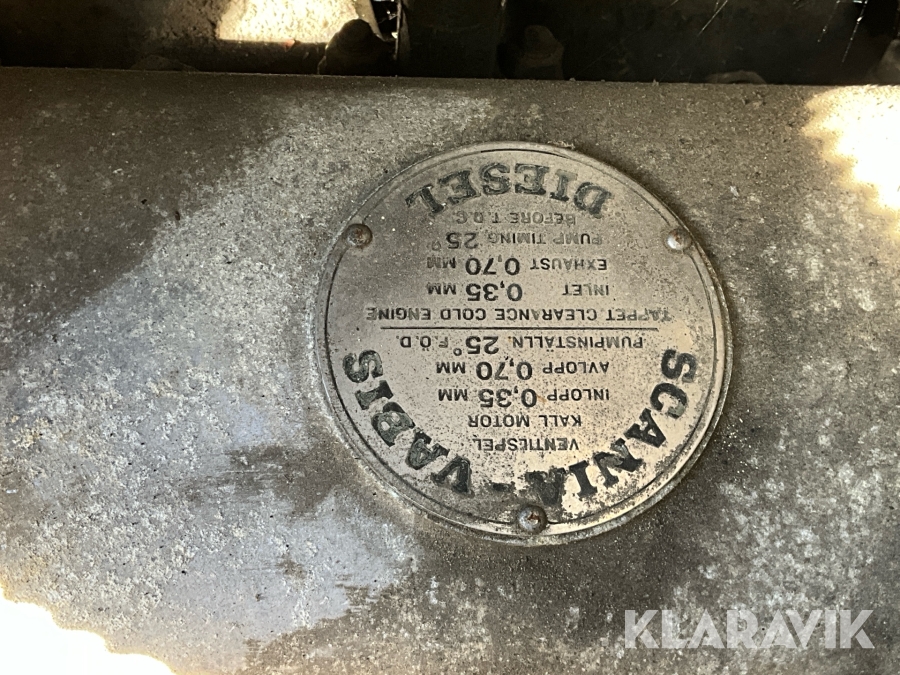 SCANIA-VABIS
VENTIESPEL
KALL MOTOR
INLOPP 0,35 MM
AVLOPP 0,70 MM
PUMPINSTÄLLN. 25° F.Ö.D.
TAPPET CLEARANCE COLD ENGINE
INLET 0,35 MM
EXHAUST 0,70 MM
PUMP TIMING 25°
BEFORE T.D.C.
DIESEL
KLARAVIK